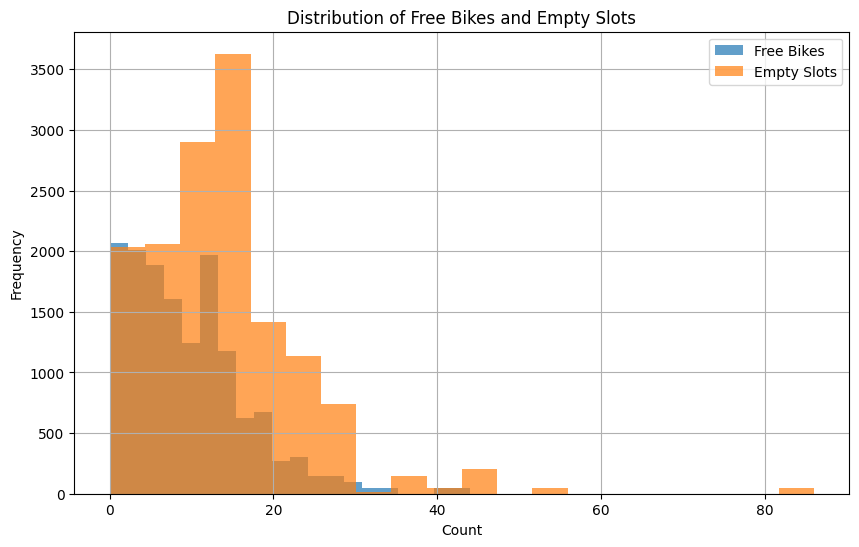 Distribution of Free Bikes and Empty Slots
Free Bikes
Empty Slots
3500
3000
2500
2000
1500
1000
500
0
Frequency
0 20 40 60 80
Count